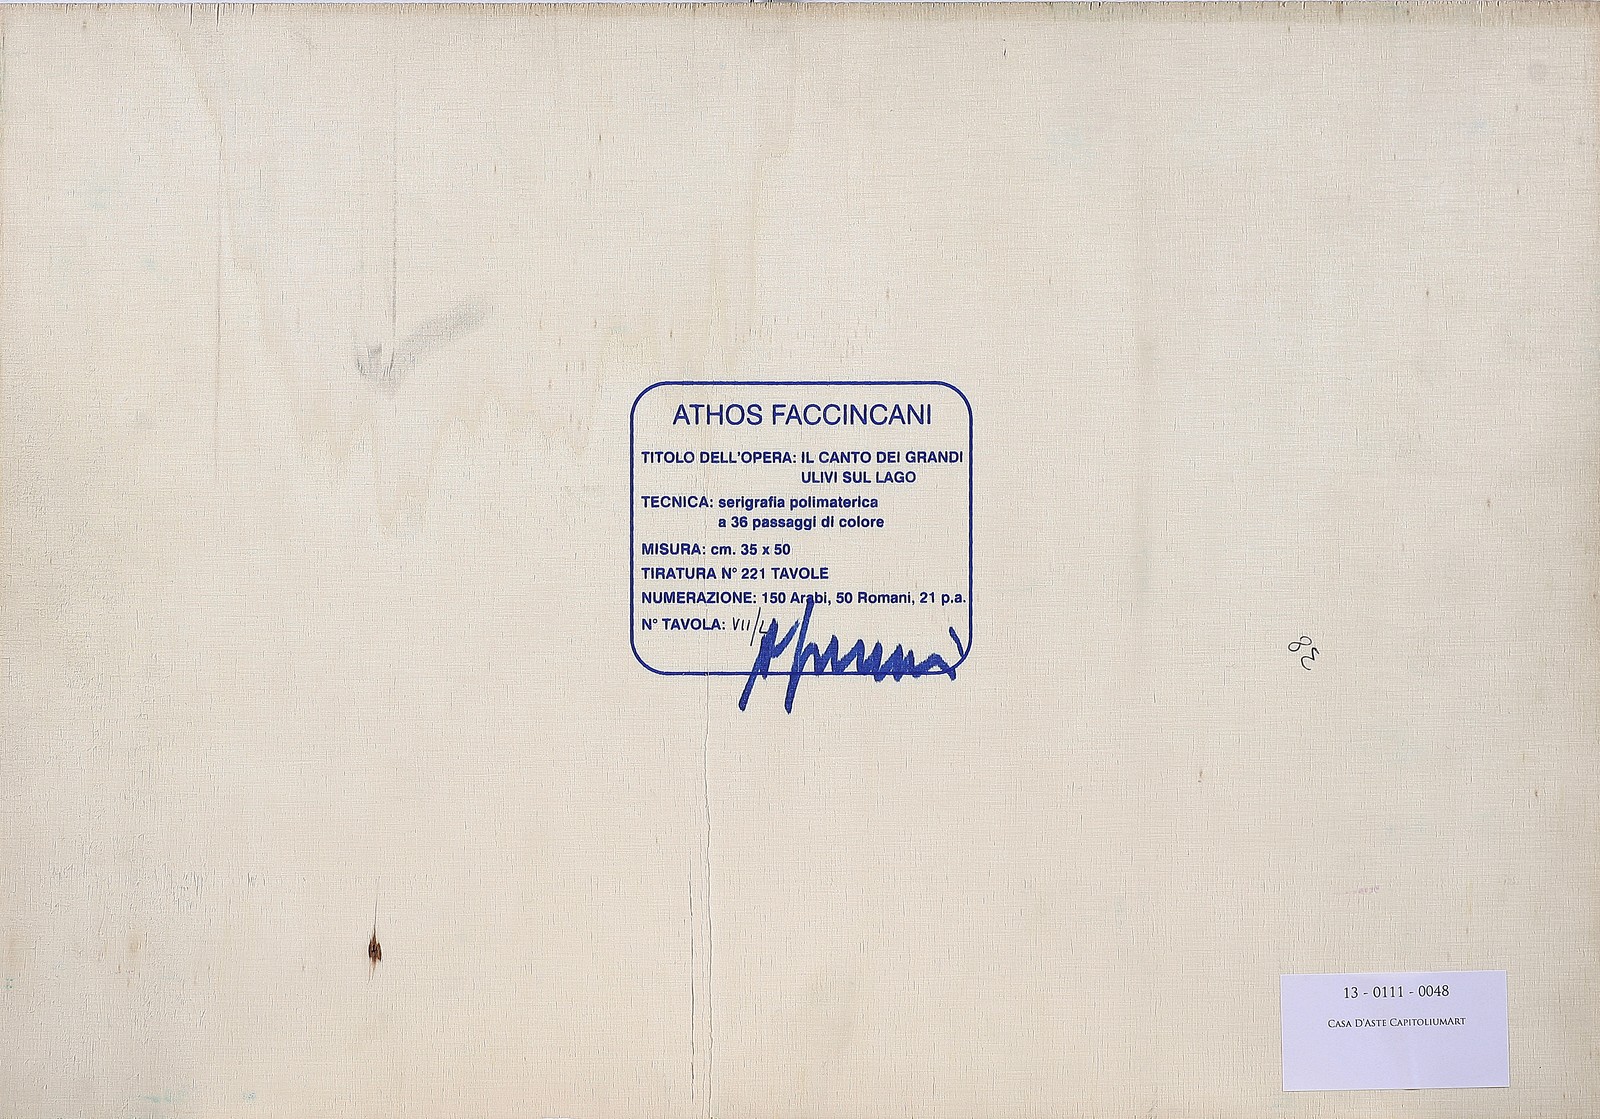 ATHOS FACCINCANI
TITOLO DELL'OPERA: IL CANTO DEI GRANDI
ULIVI SUL LAGO
TECNICA: serigrafia polimaterica
a 36 passaggi di colore
MISURA: cm. 35 x 50
TIRATURA N° 221 TAVOLE
NUMERAZIONE: 150 Arabi, 50 Romani, 21 p.a.
N° TAVOLA: VII/L
13 - 0111 - 0048
CASA D'ASTE CAPITOLIUMART